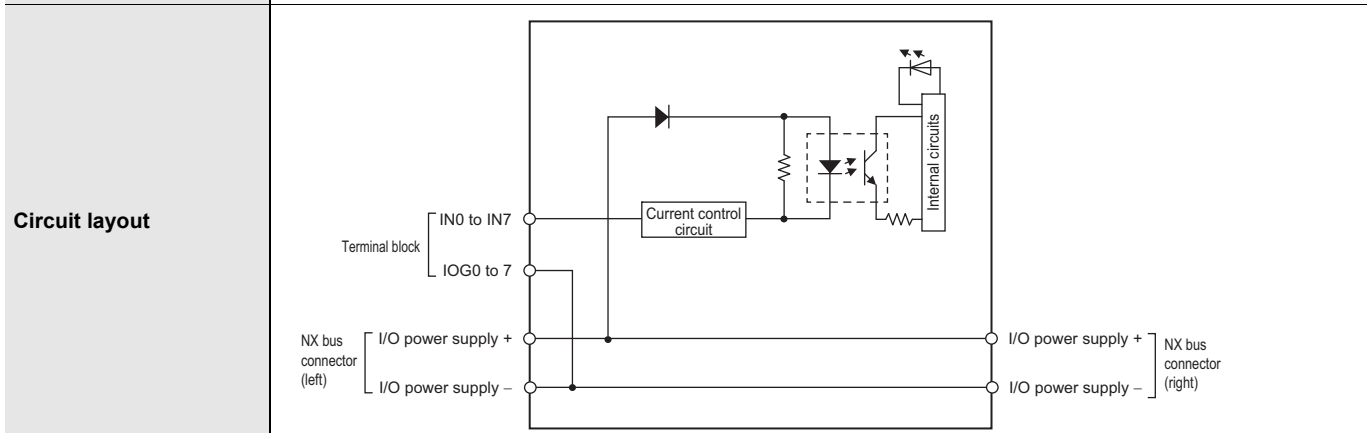 Circuit layout
Internal circuits
Current control
circuit
Terminal block
IN0 to IN7
IOG0 to 7
NX bus
connector
(left)
I/O power supply +
I/O power supply −
I/O power supply +
I/O power supply −
NX bus
connector
(right)